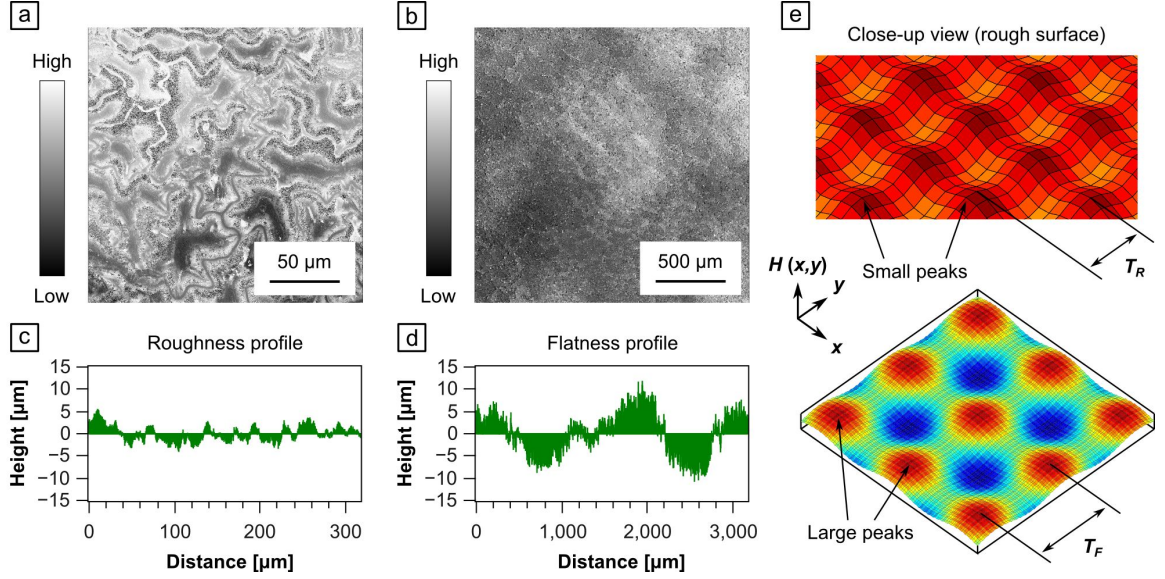 a
High
Low
50 µm
b
High
Low
500 µm
c
Roughness profile
Height [µm]
15
10
5
0
−5
−10
−15
0
100
200
300
Distance [µm]
d
Flatness profile
Height [µm]
15
10
5
0
−5
−10
−15
0
1,000
2,000
3,000
Distance [µm]
e
Close-up view (rough surface)
Small peaks
T_R
H (x,y)
y
x
Large peaks
T_F